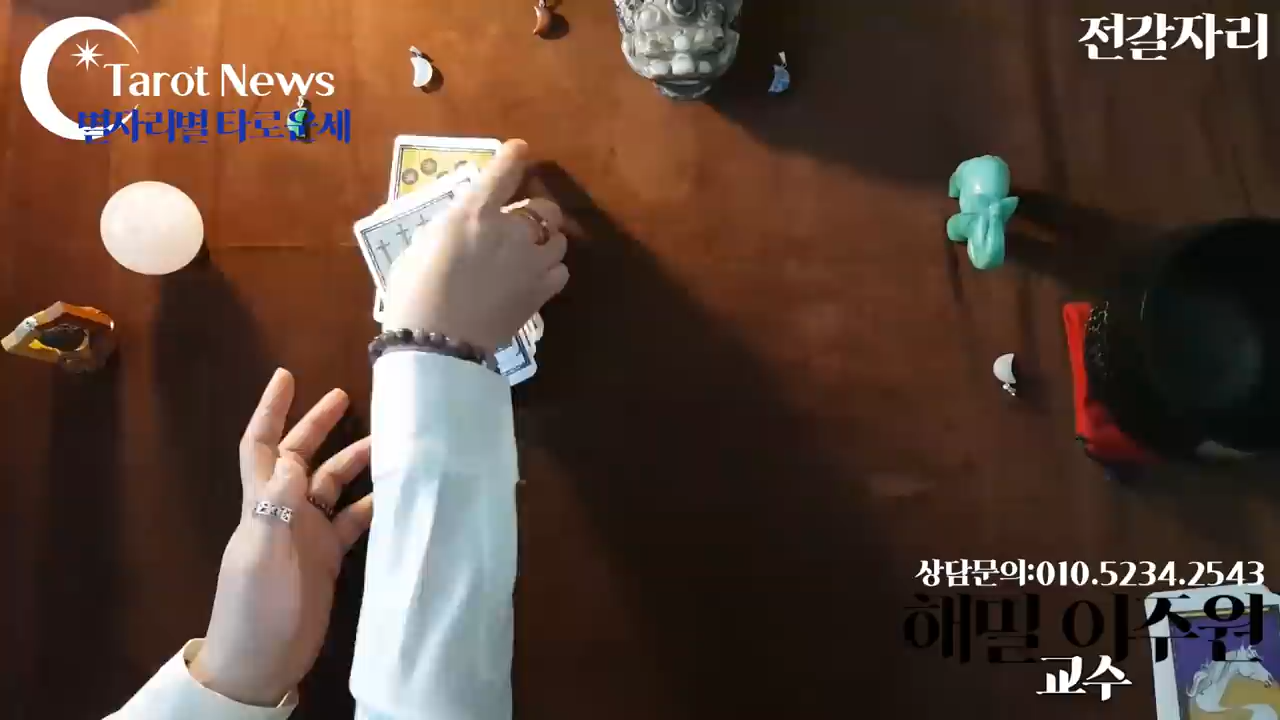 Tarot News
별자리별 타로운세
전갈자리
상담문의:010.5234.2543
해밀 이주원
교수